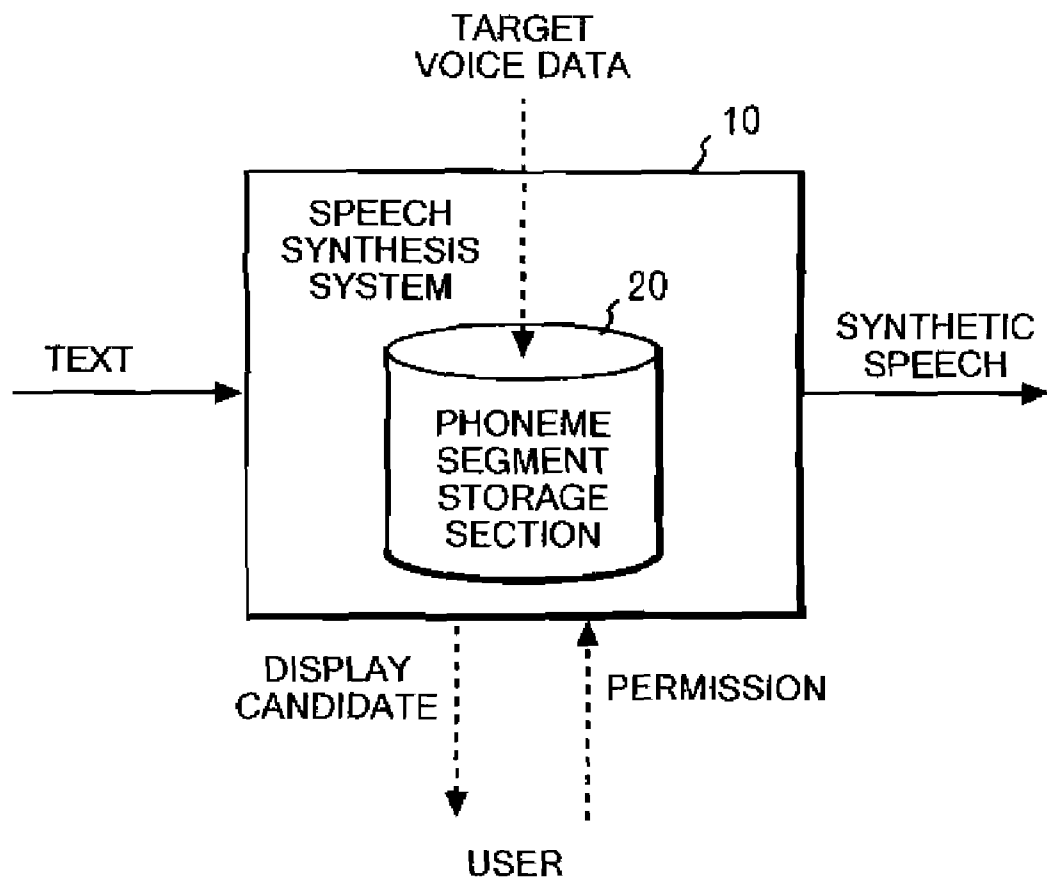 TARGET
VOICE DATA
10
SPEECH
SYNTHESIS
SYSTEM
20
TEXT
SYNTHETIC
SPEECH
PHONEME
SEGMENT
STORAGE
SECTION
DISPLAY
CANDIDATE
PERMISSION
USER